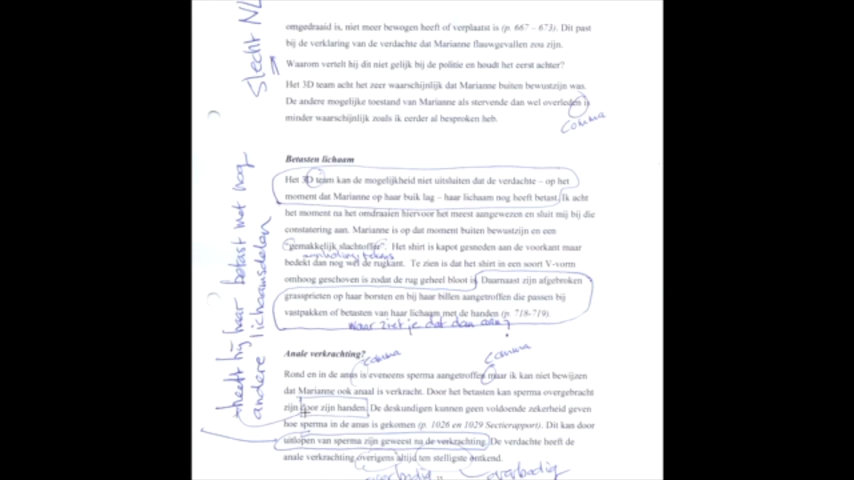 omgedraaid is, niet meer bewogen heeft of verplaatst is (p. 667 – 673). Dit past
bij de verklaring van de verdachte dat Marianne flauwgevallen zou zijn.
Waarom vertelt hij dit niet gelijk bij de politie en houdt het eerst achter?
Het 3D team acht het zeer waarschijnlijk dat Marianne buiten bewustzijn was.
De andere mogelijke toestand van Marianne als stervende dan wel overleden is
minder waarschijnlijk zoals ik eerder al besproken heb.
comma
slecht NL
Betasten lichaam
Het 3D team kan de mogelijkheid niet uitsluiten dat de verdachte – op het
moment dat Marianne op haar buik lag – haar lichaam nog heeft betast. Ik acht
het moment na het omdraaien hiervoor het meest aangewezen en sluit mij bij die
constatering aan. Marianne is op dat moment buiten bewustzijn en een
“gemakkelijk slachtoffer”. Het shirt is kapot gesneden aan de voorkant maar
aanhalingstekens
bedekt dan nog wel de rugkant. Te zien is dat het shirt in een soort V-vorm
omhoog geschoven is zodat de rug geheel bloot is. Daarnaast zijn afgebroken
grassprieten op haar borsten en bij haar billen aangetroffen die passen bij
vastpakken of betasten van haar lichaam met de handen (p. 718-719).
Waar ziet je dat dan aan?
heeft hij haar betast met nog
andere lichaamsdelen
Anale verkrachting?
comma
comma
Rond en in de anus is eveneens sperma aangetroffen maar ik kan niet bewijzen
dat Marianne ook anaal is verkracht. Door het betasten kan sperma overgebracht
zijn door zijn handen. De deskundigen kunnen geen voldoende zekerheid geven
hoe sperma in de anus is gekomen (p. 1026 en 1029 Sectierapport). Dit kan door
uitlopen van sperma zijn geweest na de verkrachting. De verdachte heeft de
anale verkrachting overigens altijd ten stelligste ontkend.
overbodig
overbodig